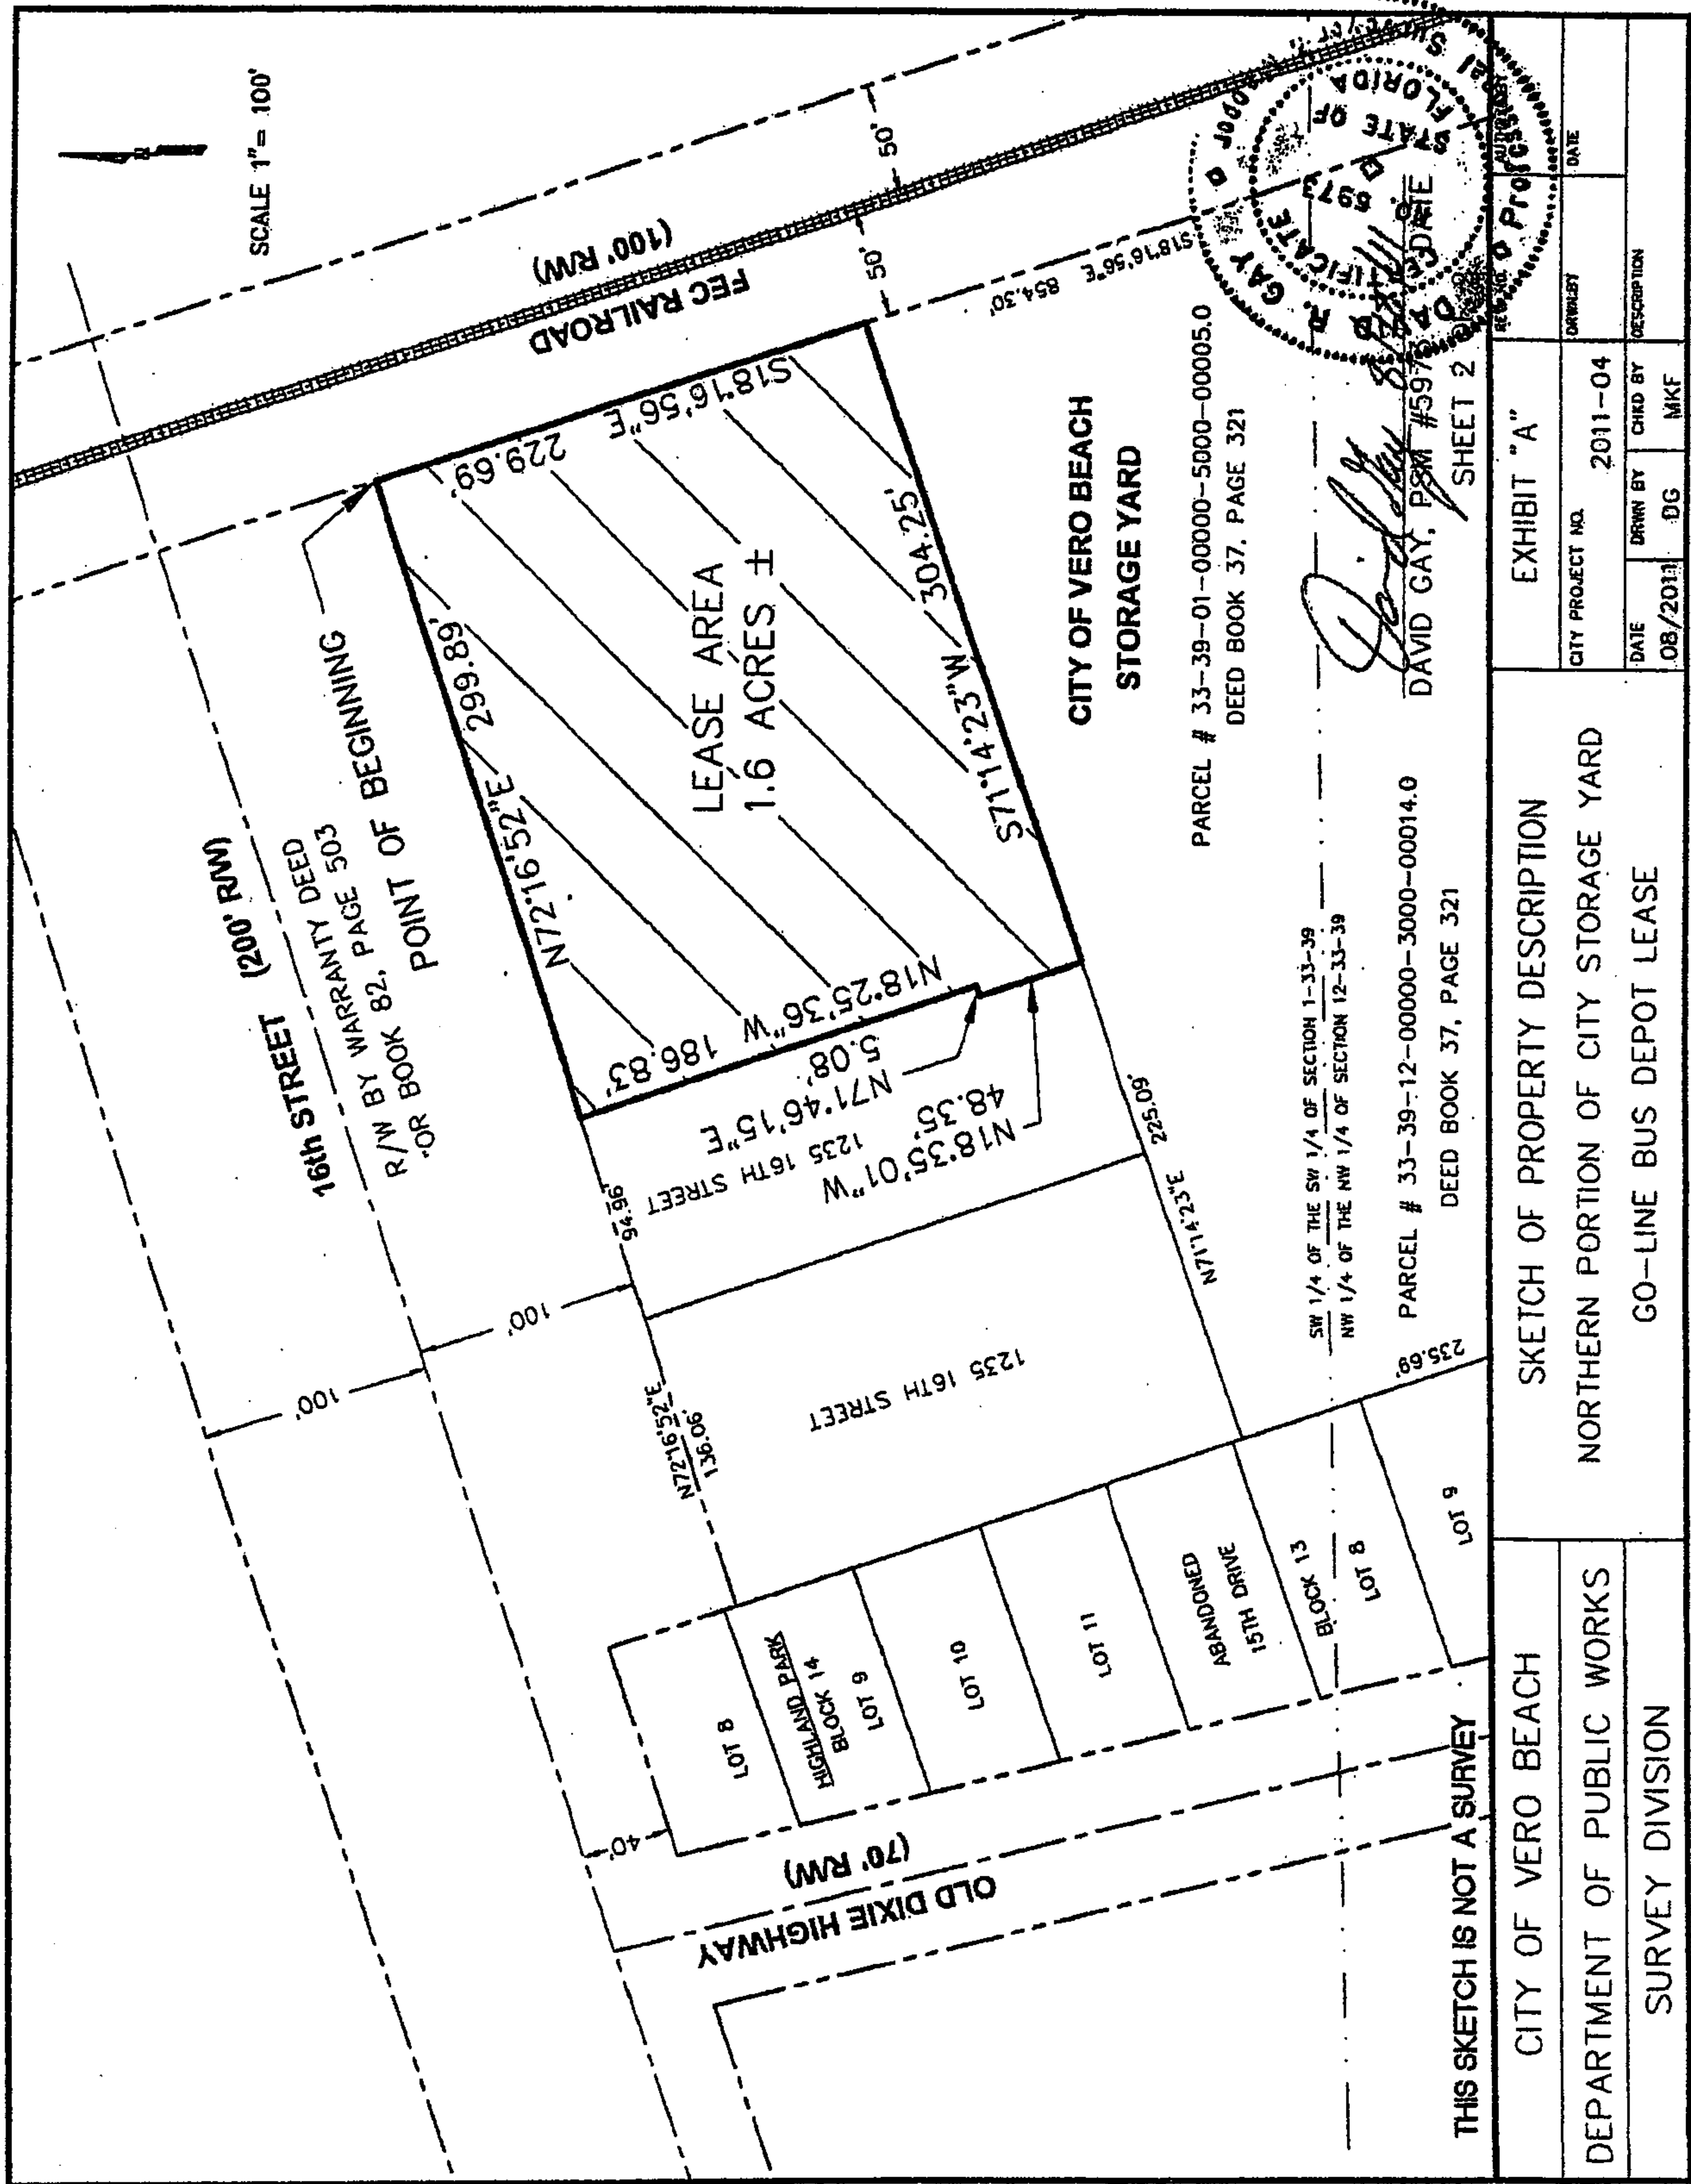 SCALE 1"= 100'
16th STREET (200' R/W)
R/W BY WARRANTY DEED
OR BOOK 82, PAGE 503
POINT OF BEGINNING
FEC RAILROAD
(100' R/W)
50'
50'
100'
100'
N72°16'52"E 299.89'
229.69' S18°16'56"E
LEASE AREA
1.6 ACRES ±
S71°14'23"W 304.25'
186.83' N18°25'36"W
5.08'
N71°46'15"E
48.35'
N18°35'01"W
94.96'
1235 16TH STREET
N72°16'52"E
136.06'
1235 16TH STREET
N71°14'23"E 225.09'
235.69'
854.30' S18°16'56"E
CITY OF VERO BEACH
STORAGE YARD
PARCEL # 33-39-01-00000-5000-00005.0
DEED BOOK 37, PAGE 321
SW 1/4 OF THE SW 1/4 OF SECTION 1-33-39
NW 1/4 OF THE NW 1/4 OF SECTION 12-33-39
PARCEL # 33-39-12-00000-3000-00014.0
DEED BOOK 37, PAGE 321
40'
LOT 8
HIGHLAND PARK
BLOCK 14
LOT 9
LOT 10
LOT 11
ABANDONED
15TH DRIVE
BLOCK 13
LOT 8
LOT 9
OLD DIXIE HIGHWAY
(70' R/W)
THIS SKETCH IS NOT A SURVEY
DAVID GAY, PSM #5973 DATE
SHEET 2
DAVID R. GAY
CERTIFICATE
No. 5973
STATE OF
FLORIDA
CITY OF VERO BEACH
DEPARTMENT OF PUBLIC WORKS
SURVEY DIVISION
SKETCH OF PROPERTY DESCRIPTION
NORTHERN PORTION OF CITY STORAGE YARD
GO-LINE BUS DEPOT LEASE
EXHIBIT "A"
CITY PROJECT NO.
2011-04
DATE
08/2011
DRWN BY
DG
CHKD BY
MKF
DESCRIPTION
DRWN.BY
DATE